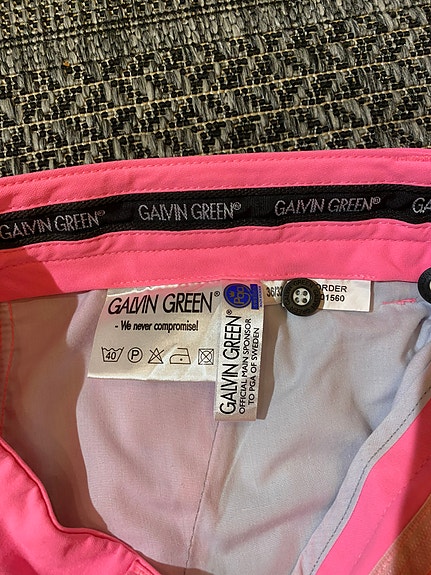 GALVIN GREEN® GALVIN GREEN® GALVIN GREEN®
GALVIN GREEN®
- We never compromise!
40 P
GALVIN GREEN®
OFFICIAL MAIN SPONSOR
TO PGA OF SWEDEN
ORDER
01560